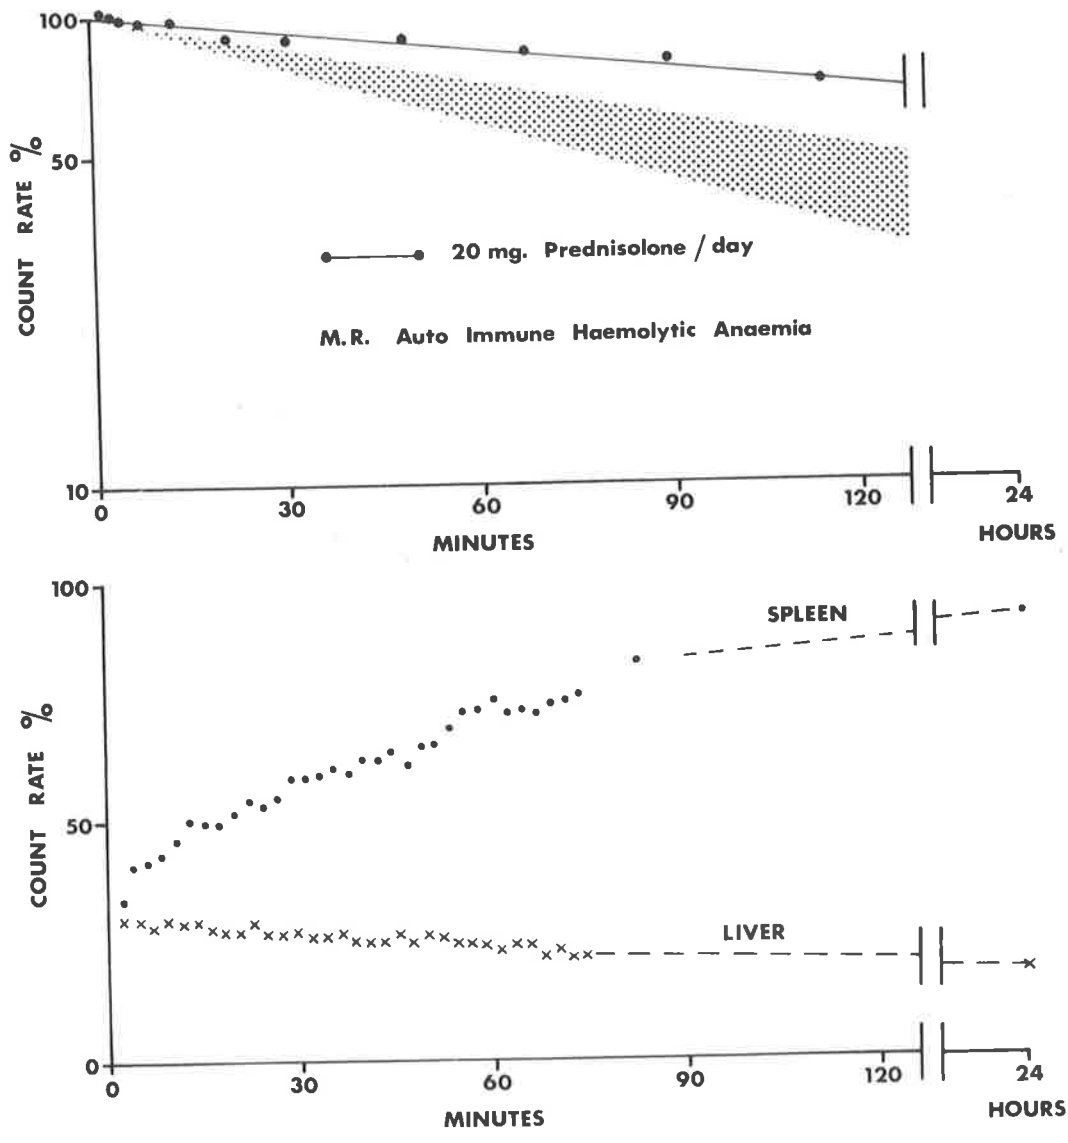 100
50
10
COUNT RATE %
20 mg. Prednisolone / day
M.R. Auto Immune Haemolytic Anaemia
0 30 60 90 120 24
MINUTES HOURS
100
50
0
COUNT RATE %
SPLEEN
LIVER
0 30 60 90 120 24
MINUTES HOURS